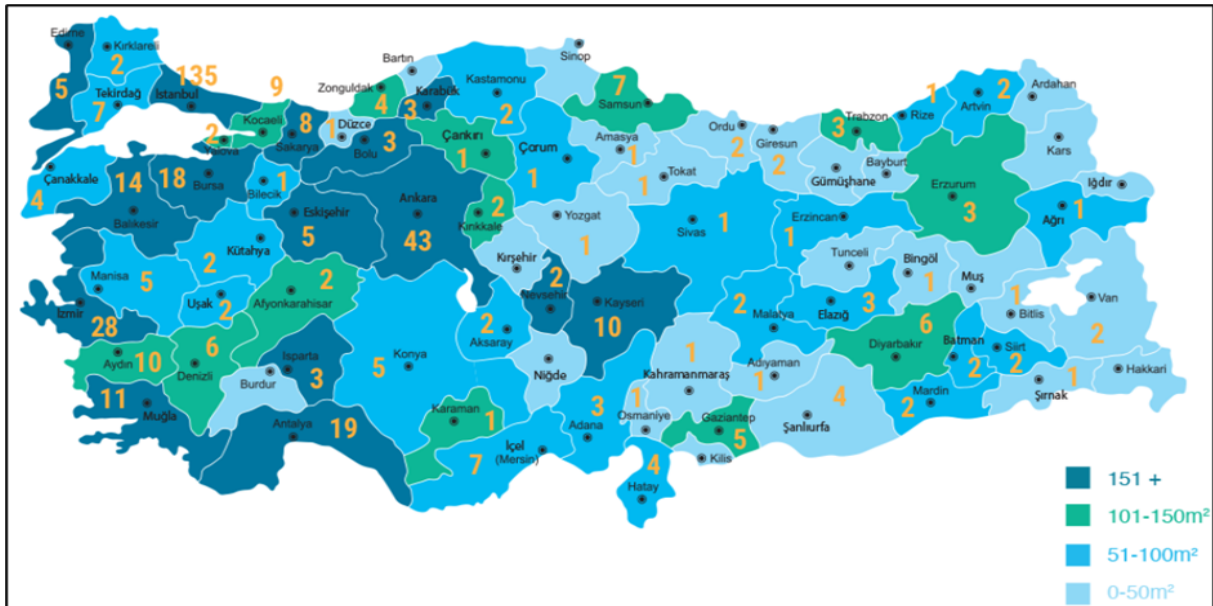 Edirne
Kırklareli
2
5
Tekirdağ
7
135
İstanbul
9
Kocaeli
2
Yalova
8
Sakarya
Zonguldak
4
Bartın
3
Karabük
1
Düzce
3
Bolu
Kastamonu
2
Sinop
7
Samsun
Çankırı
1
Çorum
1
Amasya
1
Tokat
1
Ordu
2
Giresun
2
Gümüşhane
Trabzon
3
1
Rize
Artvin
2
Ardahan
Bayburt
Kars
Erzurum
3
Iğdır
Ağrı
1
Çanakkale
4
14
Balıkesir
18
Bursa
Bilecik
1
Eskişehir
5
Ankara
43
Kırıkkale
2
Yozgat
1
Kırşehir
Sivas
1
Erzincan
1
Tunceli
Bingöl
1
Muş
Manisa
5
Kütahya
2
Uşak
2
Afyonkarahisar
2
İzmir
28
Aydın
10
Denizli
6
Isparta
3
Burdur
11
Muğla
Antalya
19
Konya
5
2
Aksaray
2
Nevşehir
Kayseri
10
Niğde
Karaman
1
İçel
(Mersin)
7
3
Adana
1
Osmaniye
1
Kahramanmaraş
2
Malatya
Elazığ
3
Adıyaman
1
6
Diyarbakır
Batman
2
Siirt
2
1
Bitlis
Van
2
Hakkari
1
Şırnak
Mardin
2
4
Şanlıurfa
Gaziantep
5
Kilis
4
Hatay
151 +
101-150m²
51-100m²
0-50m²